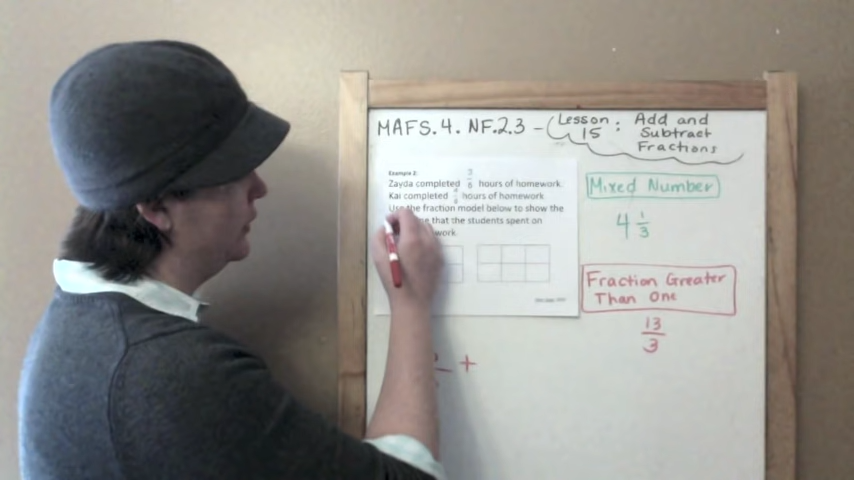 MAFS.4.NF.2.3 - Lesson 15: Add and Subtract Fractions
Example 2:
Zayda completed hours of homework.
Kai completed hours of homework
Use the fraction model below to show the
me that the students spent on
work.
Mixed Number
4 1/3
Fraction Greater
Than One
13/3
+